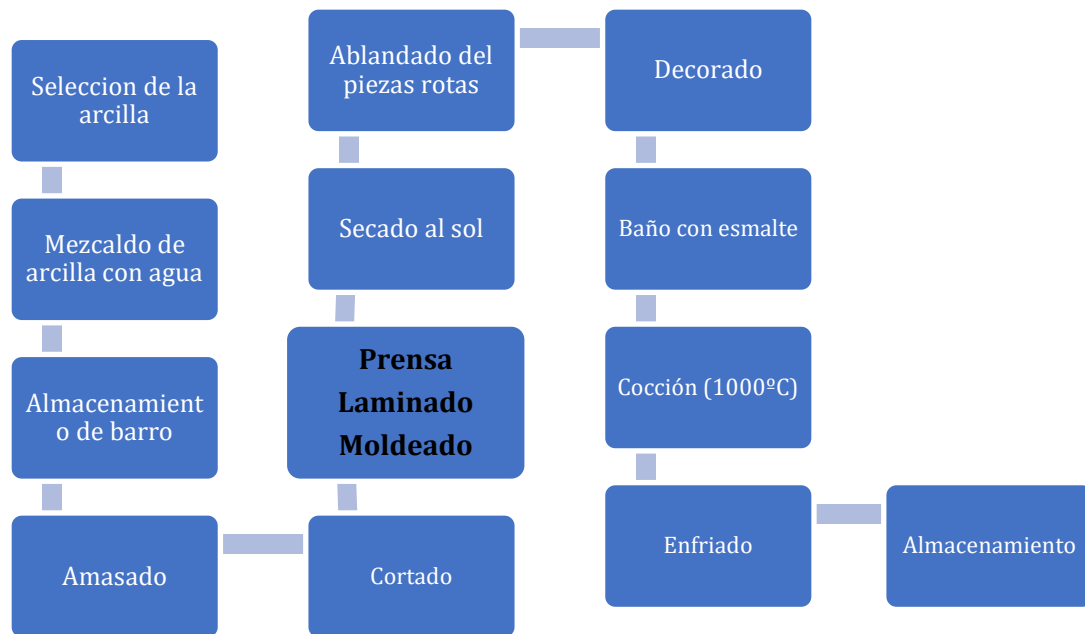 Seleccion de la
arcilla
Mezcaldo de
arcilla con agua
Almacenamient
o de barro
Amasado
Cortado
Prensa
Laminado
Moldeado
Secado al sol
Ablandado del
piezas rotas
Decorado
Baño con esmalte
Cocción (1000ºC)
Enfriado
Almacenamiento